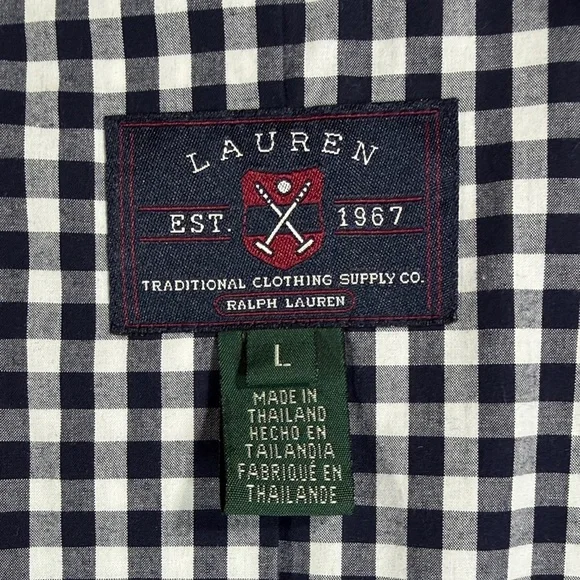 LAUREN
EST. 1967
TRADITIONAL CLOTHING SUPPLY CO.
RALPH LAUREN
L
MADE IN
THAILAND
HECHO EN
TAILANDIA
FABRIQUÉ EN
THAILANDE